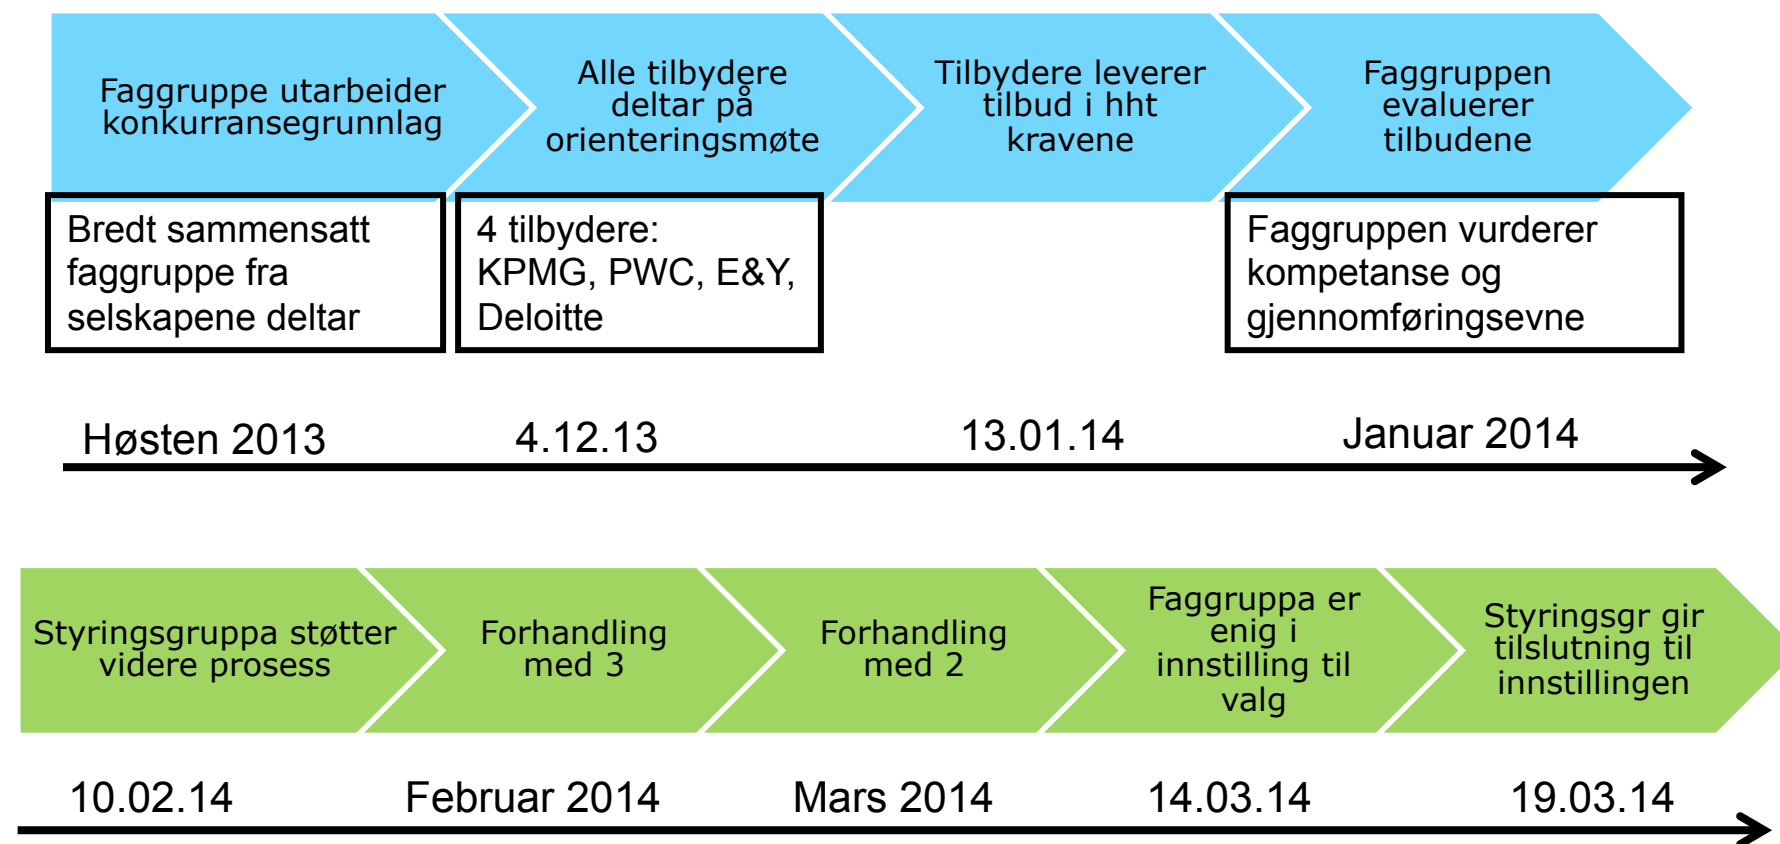 Faggruppe utarbeider
konkurransegrunnlag
Alle tilbydere
deltar på
orienteringsmøte
Tilbydere leverer
tilbud i hht
kravene
Faggruppen
evaluerer
tilbudene
Bredt sammensatt
faggruppe fra
selskapene deltar
4 tilbydere:
KPMG, PWC, E&Y,
Deloitte
Faggruppen vurderer
kompetanse og
gjennomføringsevne
Høsten 2013
4.12.13
13.01.14
Januar 2014
Styringsgruppa støtter
videre prosess
Forhandling
med 3
Forhandling
med 2
Faggruppa er
enig i
innstilling til
valg
Styringsgr gir
tilslutning til
innstillingen
10.02.14
Februar 2014
Mars 2014
14.03.14
19.03.14